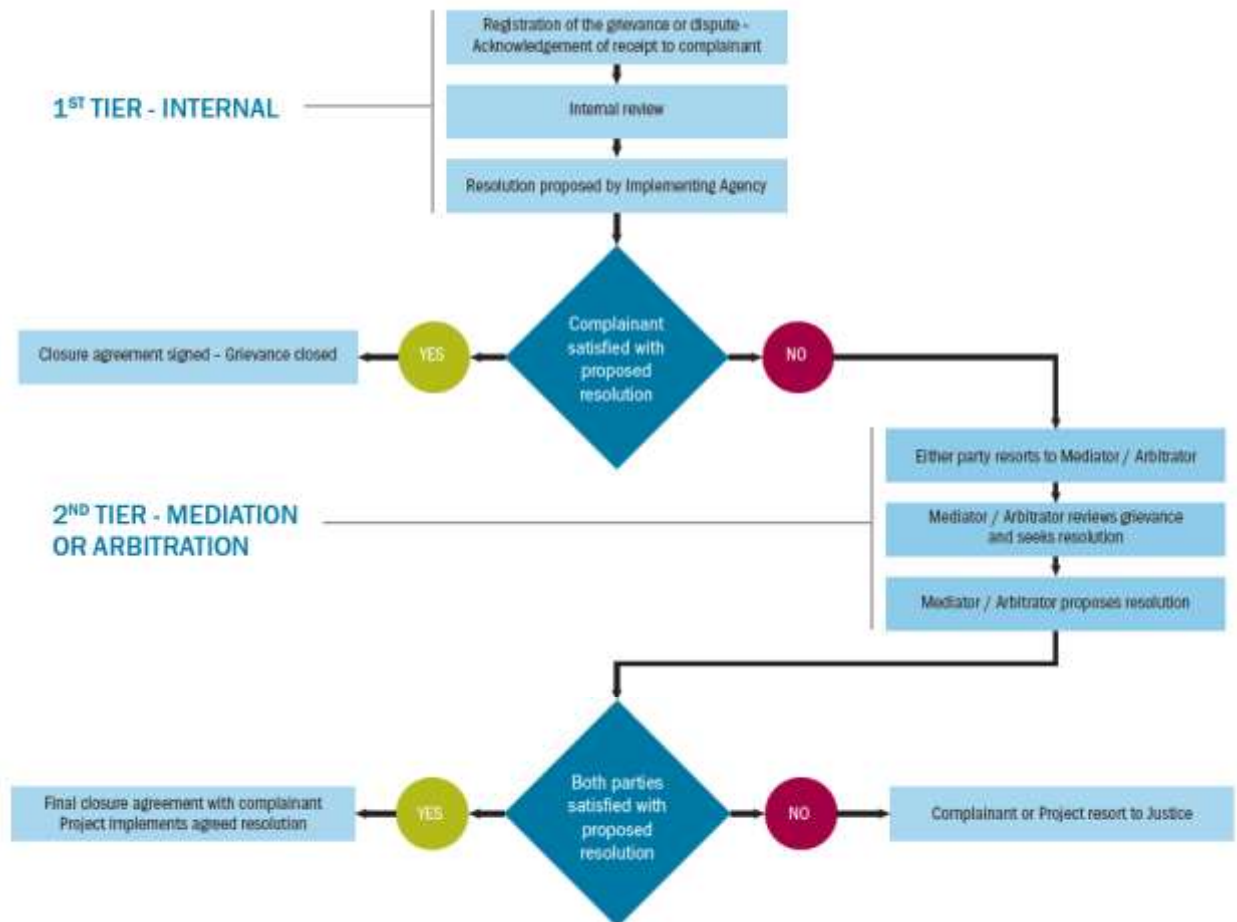 Registration of the grievance or dispute -
Acknowledgement of receipt to complainant
1ST TIER - INTERNAL
Internal review
Resolution proposed by Implementing Agency
Complainant
satisfied with
proposed
resolution
YES
NO
Closure agreement signed – Grievance closed
Either party resorts to Mediator / Arbitrator
2ND TIER - MEDIATION
OR ARBITRATION
Mediator / Arbitrator reviews grievance
and seeks resolution
Mediator / Arbitrator proposes resolution
Both parties
satisfied with
proposed
resolution
YES
NO
Final closure agreement with complainant
Project implements agreed resolution
Complainant or Project resort to Justice